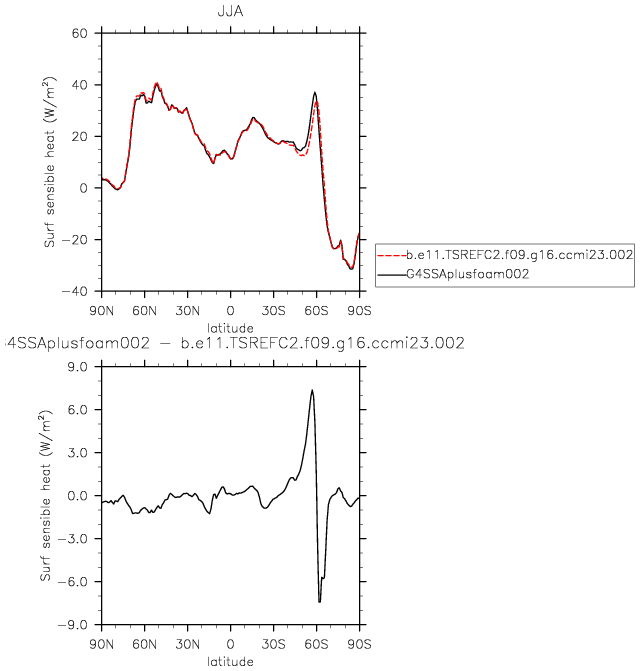 JJA
60
40
20
0
−20
−40
Surf sensible heat (W/m²)
90N 60N 30N 0 30S 60S 90S
latitude
b.e11.TSREFC2.f09.g16.ccmi23.002
G4SSAplusfoam002
4SSAplusfoam002 − b.e11.TSREFC2.f09.g16.ccmi23.002
9.0
6.0
3.0
0.0
−3.0
−6.0
−9.0
Surf sensible heat (W/m²)
90N 60N 30N 0 30S 60S 90S
latitude